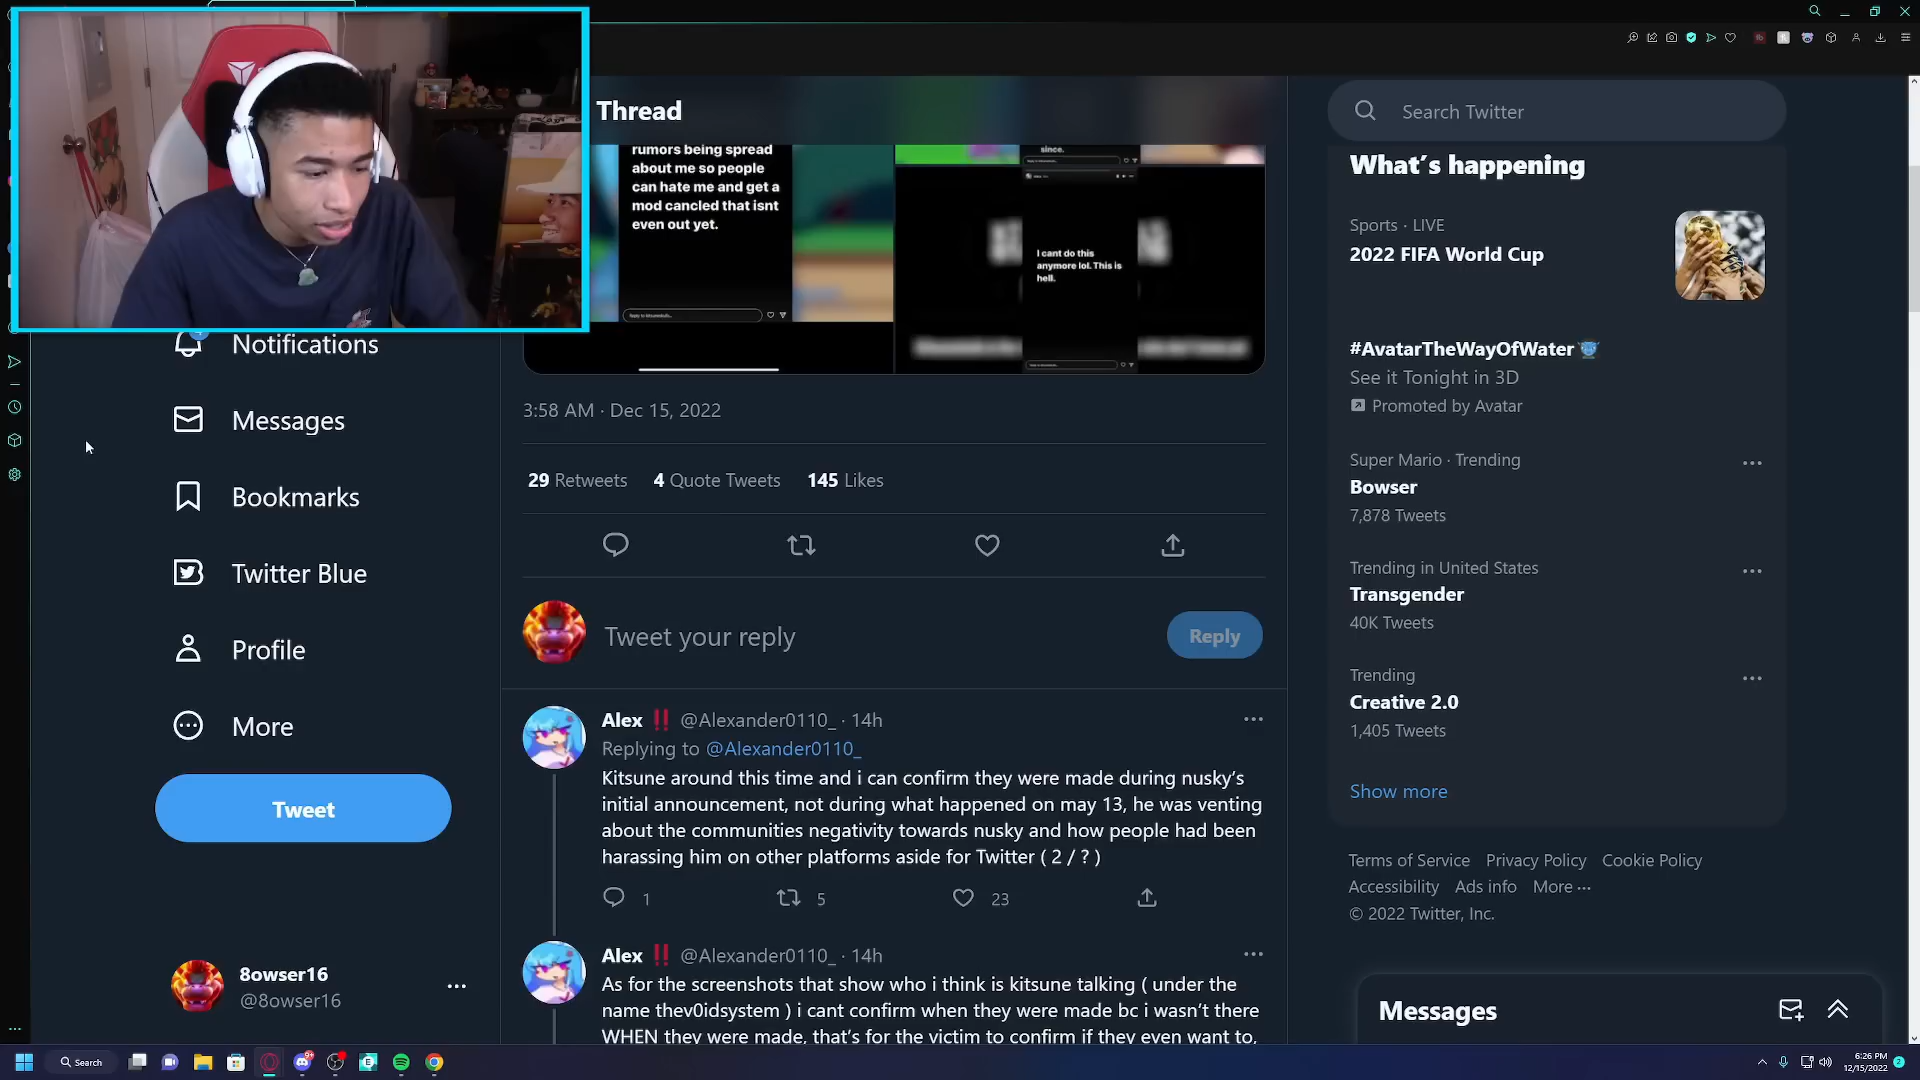 Thread
Search Twitter
rumors being spread
about me so people
can hate me and get a
mod cancled that isnt
even out yet.
since.
I cant do this
anymore lol. This is
hell.
What's happening
Sports · LIVE
2022 FIFA World Cup
#AvatarTheWayOfWater
See it Tonight in 3D
Promoted by Avatar
Super Mario · Trending
Bowser
7,878 Tweets
Trending in United States
Transgender
40K Tweets
Trending
Creative 2.0
1,405 Tweets
Show more
Terms of Service Privacy Policy Cookie Policy
Accessibility Ads info More ···
© 2022 Twitter, Inc.
Notifications
Messages
Bookmarks
Twitter Blue
Profile
More
Tweet
8owser16
@8owser16
3:58 AM · Dec 15, 2022
29 Retweets 4 Quote Tweets 145 Likes
Tweet your reply
Reply
Alex ‼️ @Alexander0110_ · 14h
Replying to @Alexander0110_
Kitsune around this time and i can confirm they were made during nusky's
initial announcement, not during what happened on may 13, he was venting
about the communities negativity towards nusky and how people had been
harassing him on other platforms aside for Twitter ( 2 / ? )
1 5 23
Alex ‼️ @Alexander0110_ · 14h
As for the screenshots that show who i think is kitsune talking ( under the
name thev0idsystem ) i cant confirm when they were made bc i wasn't there
WHEN they were made, that's for the victim to confirm if they even want to,
Messages
Search
6:26 PM
12/15/2022
2